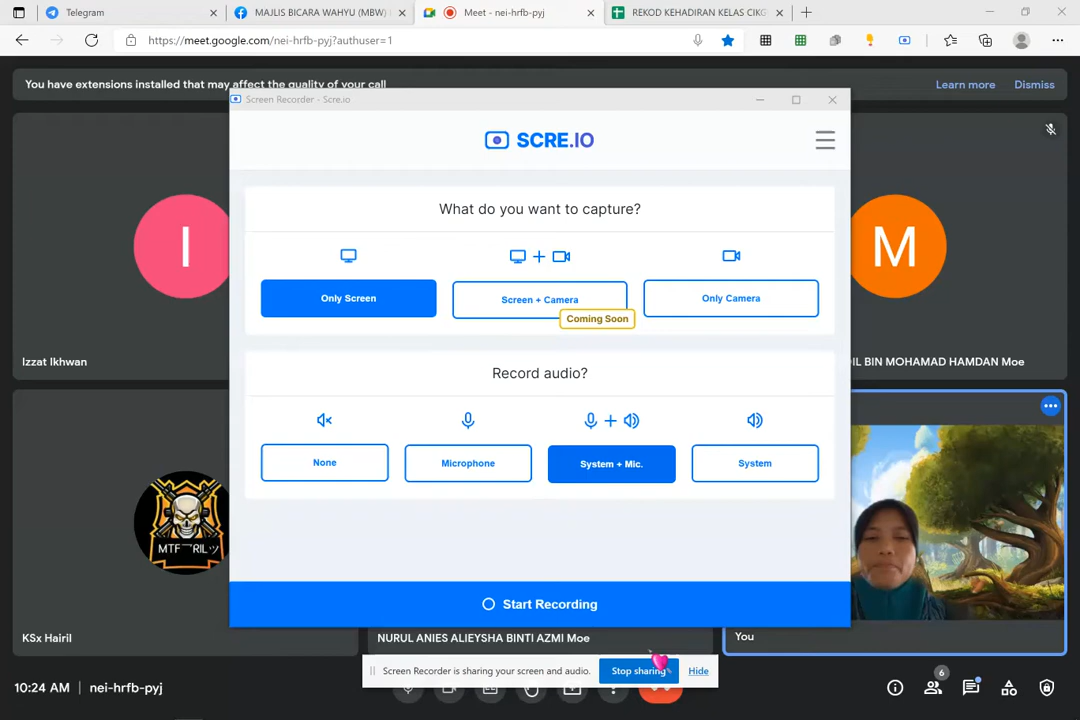 Telegram
MAJLIS BICARA WAHYU (MBW)
Meet - nei-hrfb-pyj
REKOD KEHADIRAN KELAS CIKG
https://meet.google.com/nei-hrfb-pyj?authuser=1
You have extensions installed that may affect the quality of your call
Learn more
Dismiss
Screen Recorder - Scre.io
SCRE.IO
What do you want to capture?
Only Screen
Screen + Camera
Only Camera
Coming Soon
Record audio?
None
Microphone
System + Mic.
System
Start Recording
I
M
Izzat Ikhwan
DIL BIN MOHAMAD HAMDAN Moe
KSx Hairil
NURUL ANIES ALIEYSHA BINTI AZMI Moe
You
Screen Recorder is sharing your screen and audio.
Stop sharing
Hide
10:24 AM
nei-hrfb-pyj
6